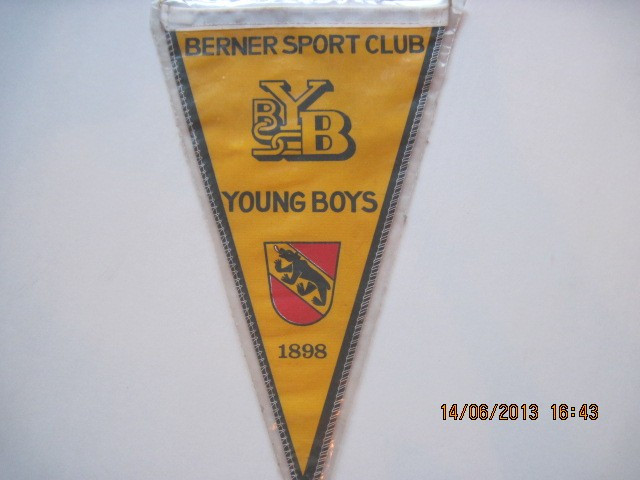 BERNER SPORT CLUB
BSC YB
YOUNG BOYS
1898
14/06/2013 16:43